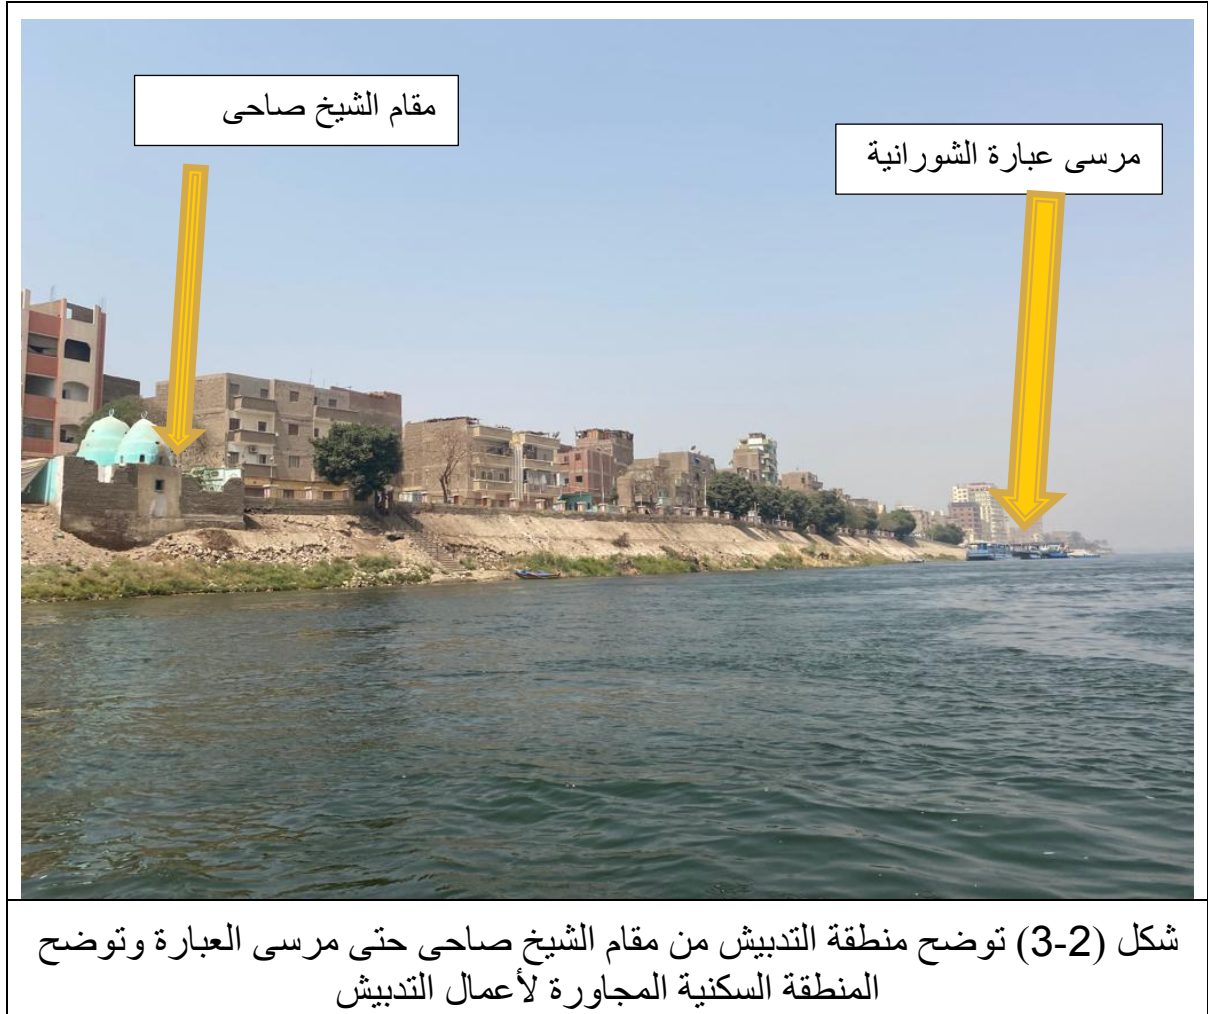 مقام الشيخ صاحى
مرسى عبارة الشورانية
شكل (2-3) توضح منطقة التدبيش من مقام الشيخ صاحى حتى مرسى العبارة وتوضح
المنطقة السكنية المجاورة لأعمال التدبيش